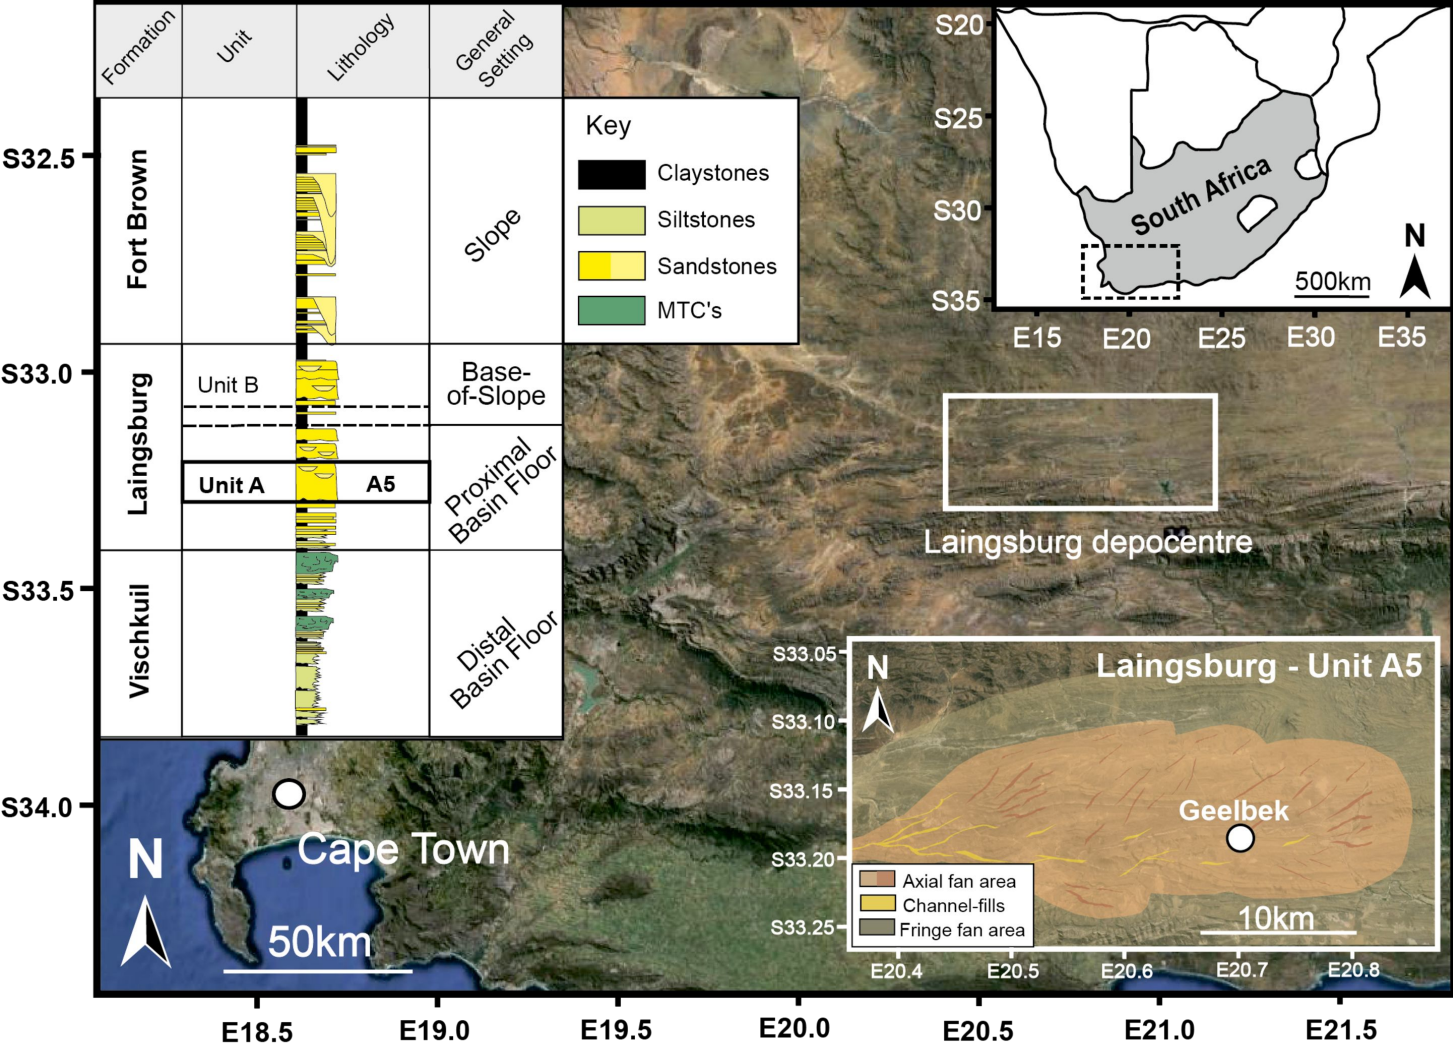 Formation
Unit
Lithology
General
Setting
Fort Brown
Slope
Laingsburg
Unit B
Base-
of-Slope
Unit A
A5
Proximal
Basin Floor
Vischkuil
Distal
Basin Floor
Key
Claystones
Siltstones
Sandstones
MTC's
S20
S25
S30
S35
South Africa
N
500km
E15
E20
E25
E30
E35
S32.5
S33.0
S33.5
S34.0
Laingsburg depocentre
Cape Town
N
50km
S33.05
S33.10
S33.15
S33.20
S33.25
N
Laingsburg - Unit A5
Geelbek
Axial fan area
Channel-fills
Fringe fan area
10km
E20.4
E20.5
E20.6
E20.7
E20.8
E18.5
E19.0
E19.5
E20.0
E20.5
E21.0
E21.5